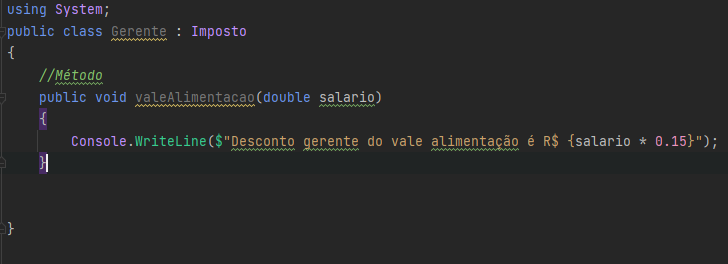 using System;
public class Gerente : Imposto
{
//Método
public void valeAlimentacao(double salario)
{
Console.WriteLine($"Desconto gerente do vale alimentação é R$ {salario * 0.15}");
}
}